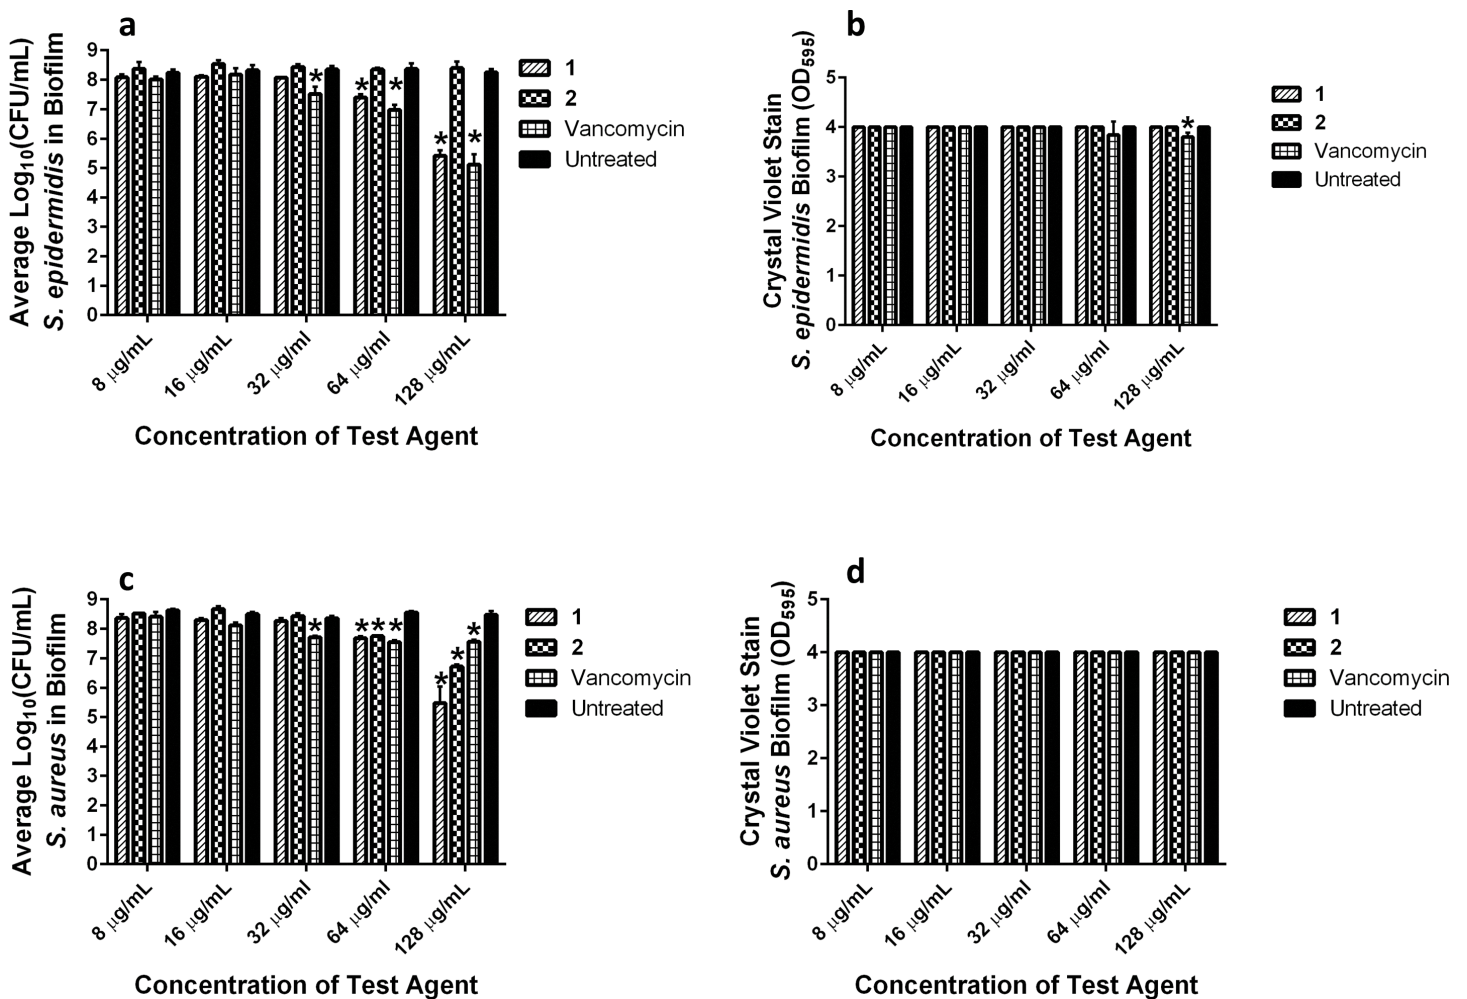 a
Average Log10(CFU/mL)
S. epidermidis in Biofilm
9
8
7
6
5
4
3
2
1
0
* * * * *
8 µg/mL
16 µg/mL
32 µg/ml
64 µg/ml
128 µg/mL
Concentration of Test Agent
1
2
Vancomycin
Untreated
b
Crystal Violet Stain
S. epidermidis Biofilm (OD595)
5
4
3
2
1
0
*
8 µg/mL
16 µg/mL
32 µg/ml
64 µg/ml
128 µg/mL
Concentration of Test Agent
1
2
Vancomycin
Untreated
c
Average Log10(CFU/mL)
S. aureus in Biofilm
9
8
7
6
5
4
3
2
1
0
* *** * * *
8 µg/mL
16 µg/mL
32 µg/ml
64 µg/ml
128 µg/mL
Concentration of Test Agent
1
2
Vancomycin
Untreated
d
Crystal Violet Stain
S. aureus Biofilm (OD595)
5
4
3
2
1
0
8 µg/mL
16 µg/mL
32 µg/ml
64 µg/mL
128 µg/mL
Concentration of Test Agent
1
2
Vancomycin
Untreated